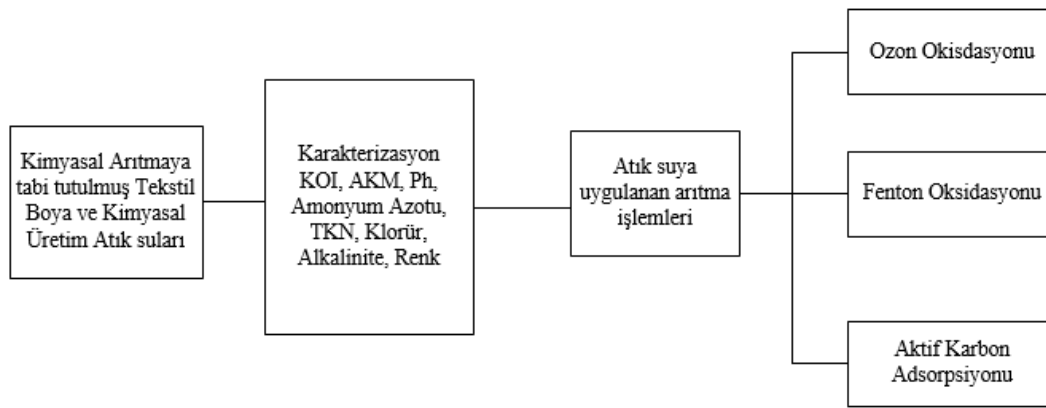 Kimyasal Arıtmaya
tabi tutulmuş Tekstil
Boya ve Kimyasal
Üretim Atık suları
Karakterizasyon
KOI, AKM, Ph,
Amonyum Azotu,
TKN, Klorür,
Alkalinite, Renk
Atık suya
uygulanan arıtma
işlemleri
Ozon Okisdasyonu
Fenton Oksidasyonu
Aktif Karbon
Adsorpsiyonu